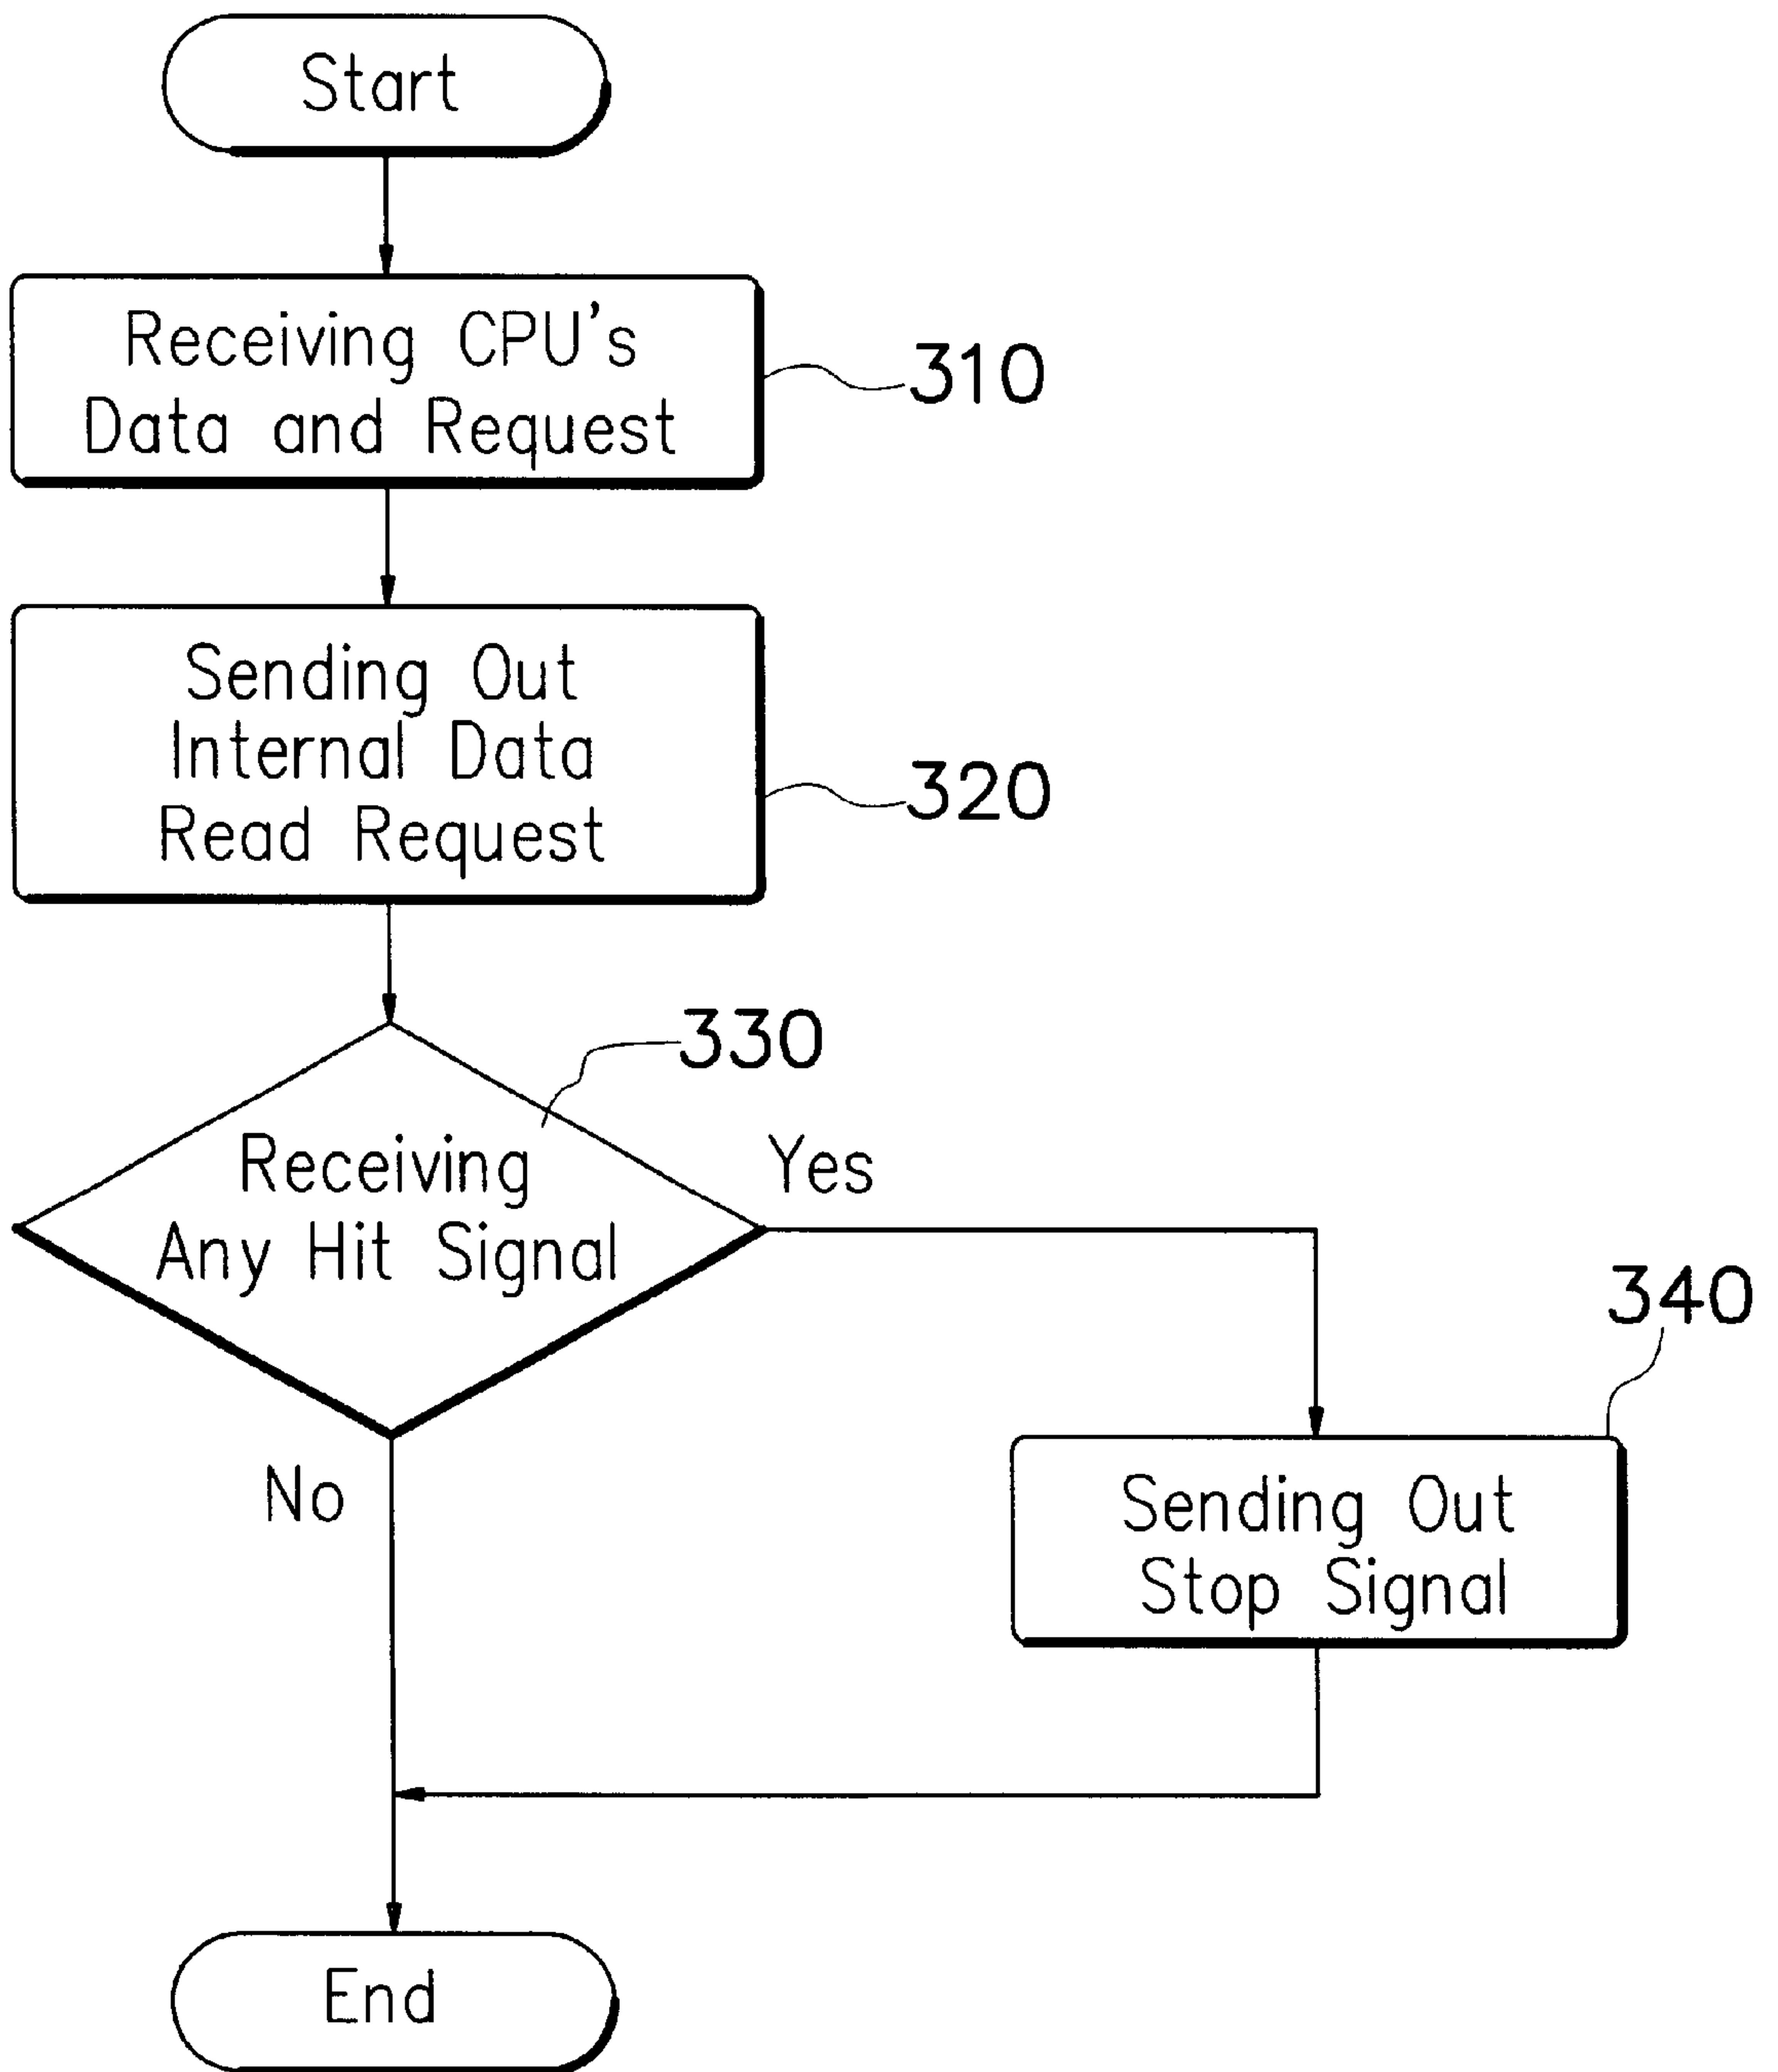 Start
Receiving CPU's
Data and Request
310
Sending Out
Internal Data
Read Request
320
330
Receiving
Any Hit Signal
Yes
No
340
Sending Out
Stop Signal
End